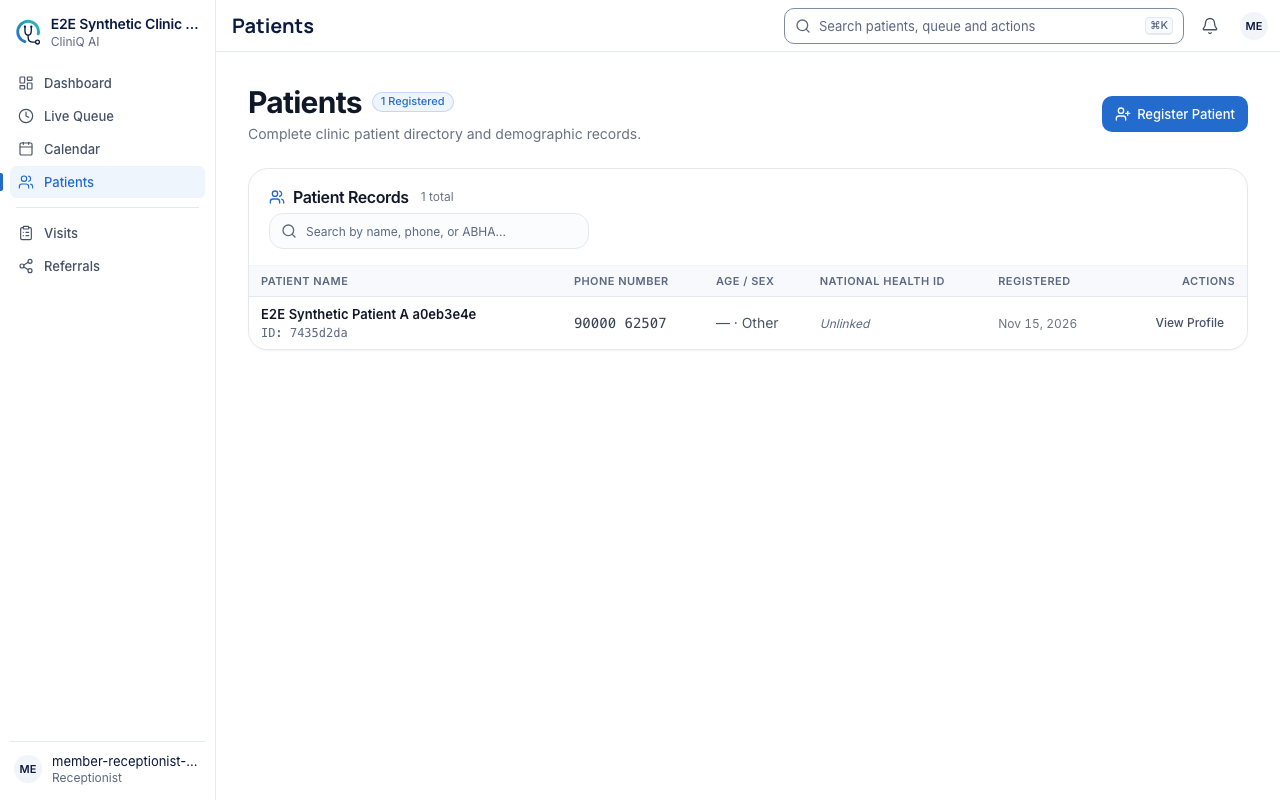 E2E Synthetic Clinic ...
CliniQ AI
Dashboard
Live Queue
Calendar
Patients
Visits
Referrals
ME
member-receptionist-...
Receptionist
Patients
Search patients, queue and actions
⌘K
ME
Patients
1 Registered
Complete clinic patient directory and demographic records.
Register Patient
Patient Records
1 total
Search by name, phone, or ABHA...
PATIENT NAME PHONE NUMBER AGE / SEX NATIONAL HEALTH ID REGISTERED ACTIONS
E2E Synthetic Patient A a0eb3e4e
ID: 7435d2da
90000 62507 — · Other Unlinked Nov 15, 2026 View Profile